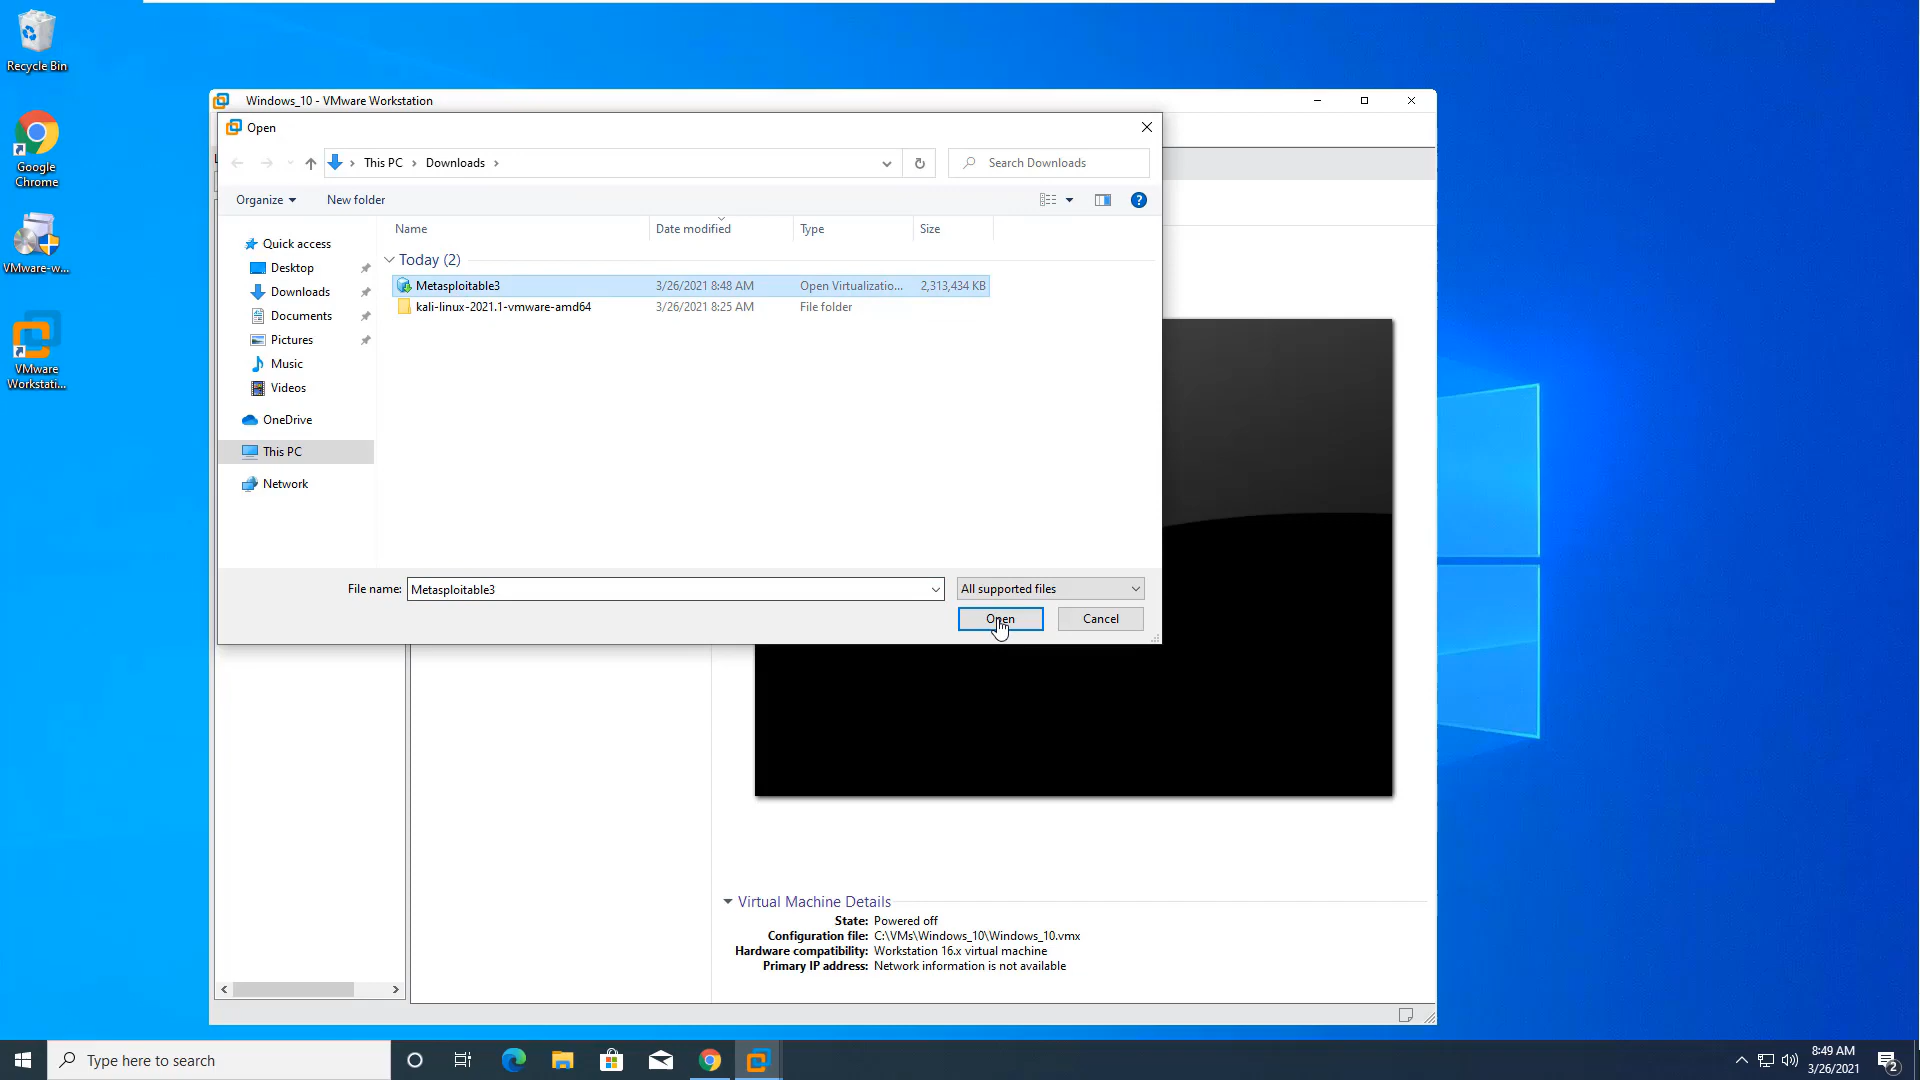 Recycle Bin
Google
Chrome
VMware-w...
VMware
Workstati...
Windows_10 - VMware Workstation
Open
This PC
Downloads
Search Downloads
Organize
New folder
Name
Date modified
Type
Size
Quick access
Desktop
Downloads
Documents
Pictures
Music
Videos
OneDrive
This PC
Network
Today (2)
Metasploitable3 3/26/2021 8:48 AM Open Virtualizatio... 2,313,434 KB
kali-linux-2021.1-vmware-amd64 3/26/2021 8:25 AM File folder
File name: Metasploitable3
All supported files
Open
Cancel
Virtual Machine Details
State: Powered off
Configuration file: C:\VMs\Windows_10\Windows_10.vmx
Hardware compatibility: Workstation 16.x virtual machine
Primary IP address: Network information is not available
Type here to search
8:49 AM
3/26/2021
2